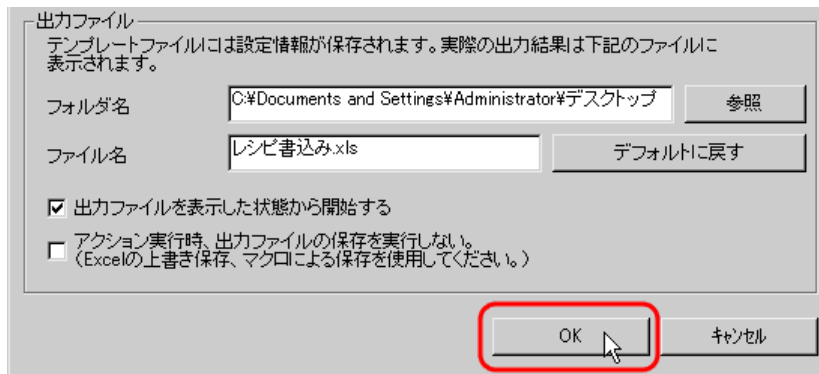 出力ファイル
テンプレートファイルには設定情報が保存されます。実際の出力結果は下記のファイルに
表示されます。
フォルダ名
C:¥Documents and Settings¥Administrator¥デスクトップ
参照
ファイル名
レシピ書込み.xls
デフォルトに戻す
出力ファイルを表示した状態から開始する
アクション実行時、出力ファイルの保存を実行しない。
（Excelの上書き保存、マクロによる保存を使用してください。）
OK
キャンセル